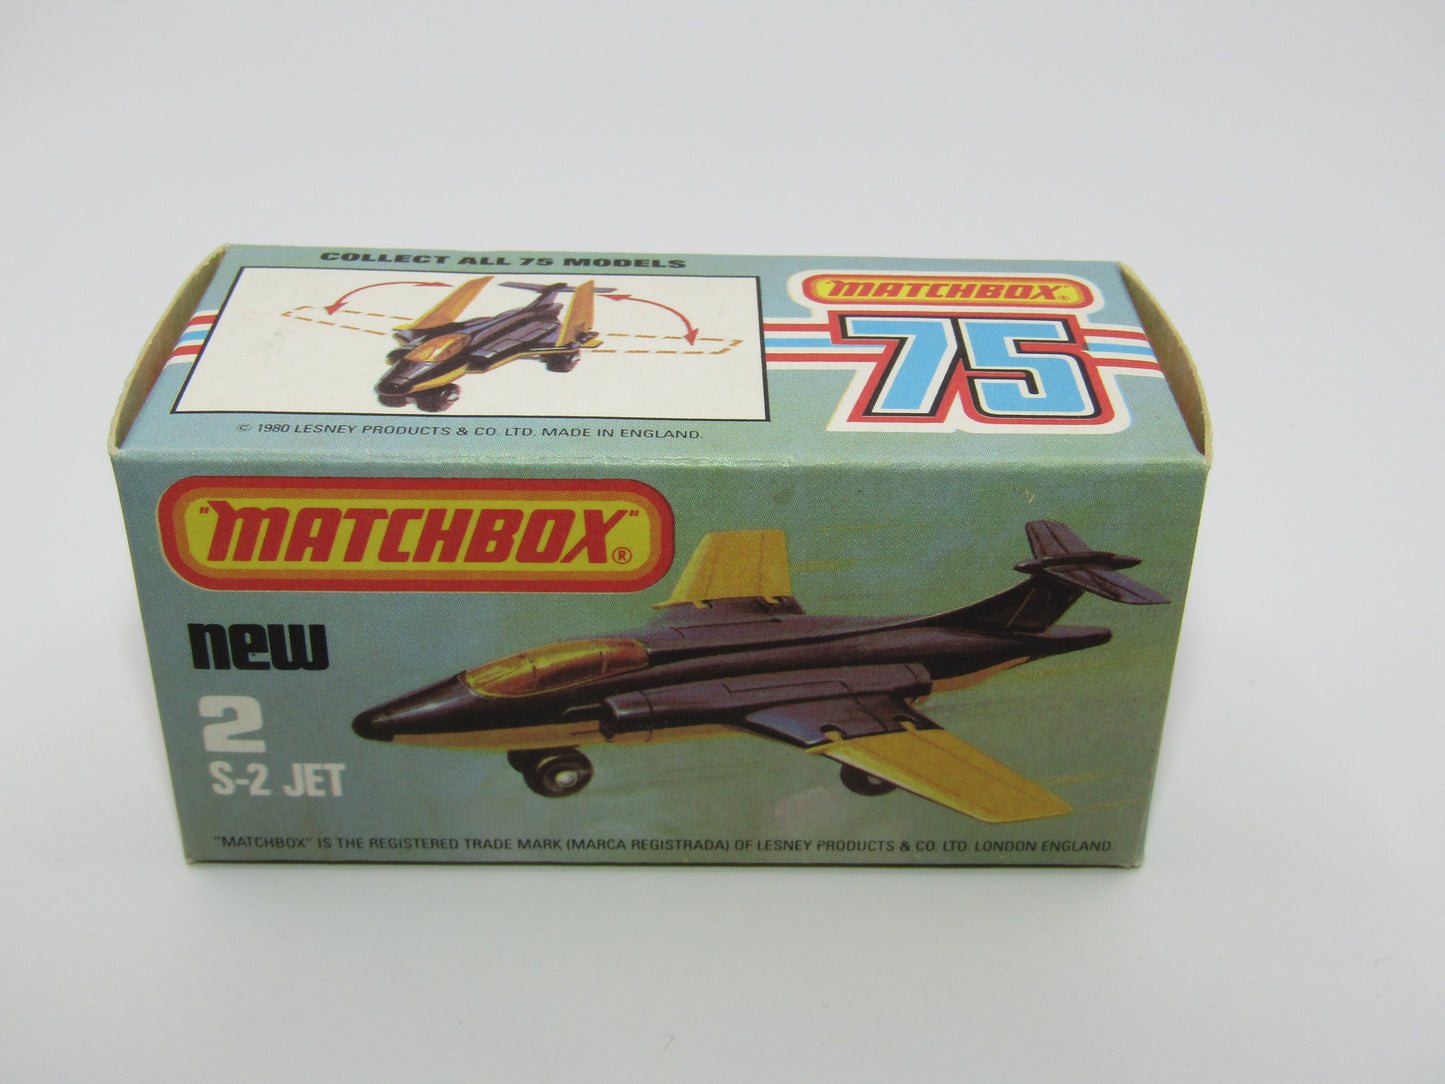 COLLECT ALL 75 MODELS
MATCHBOX®
75
© 1980 LESNEY PRODUCTS & CO. LTD. MADE IN ENGLAND.
"MATCHBOX"®
new
2
S-2 JET
"MATCHBOX" IS THE REGISTERED TRADE MARK (MARCA REGISTRADA) OF LESNEY PRODUCTS & CO. LTD. LONDON ENGLAND.